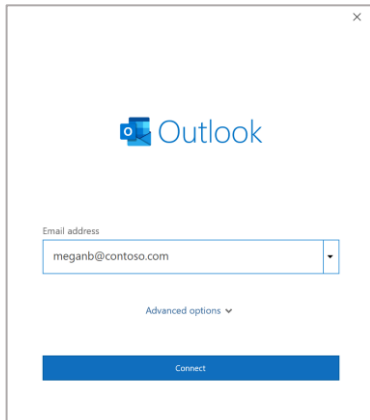 Outlook
Email address
meganb@contoso.com
Advanced options
Connect